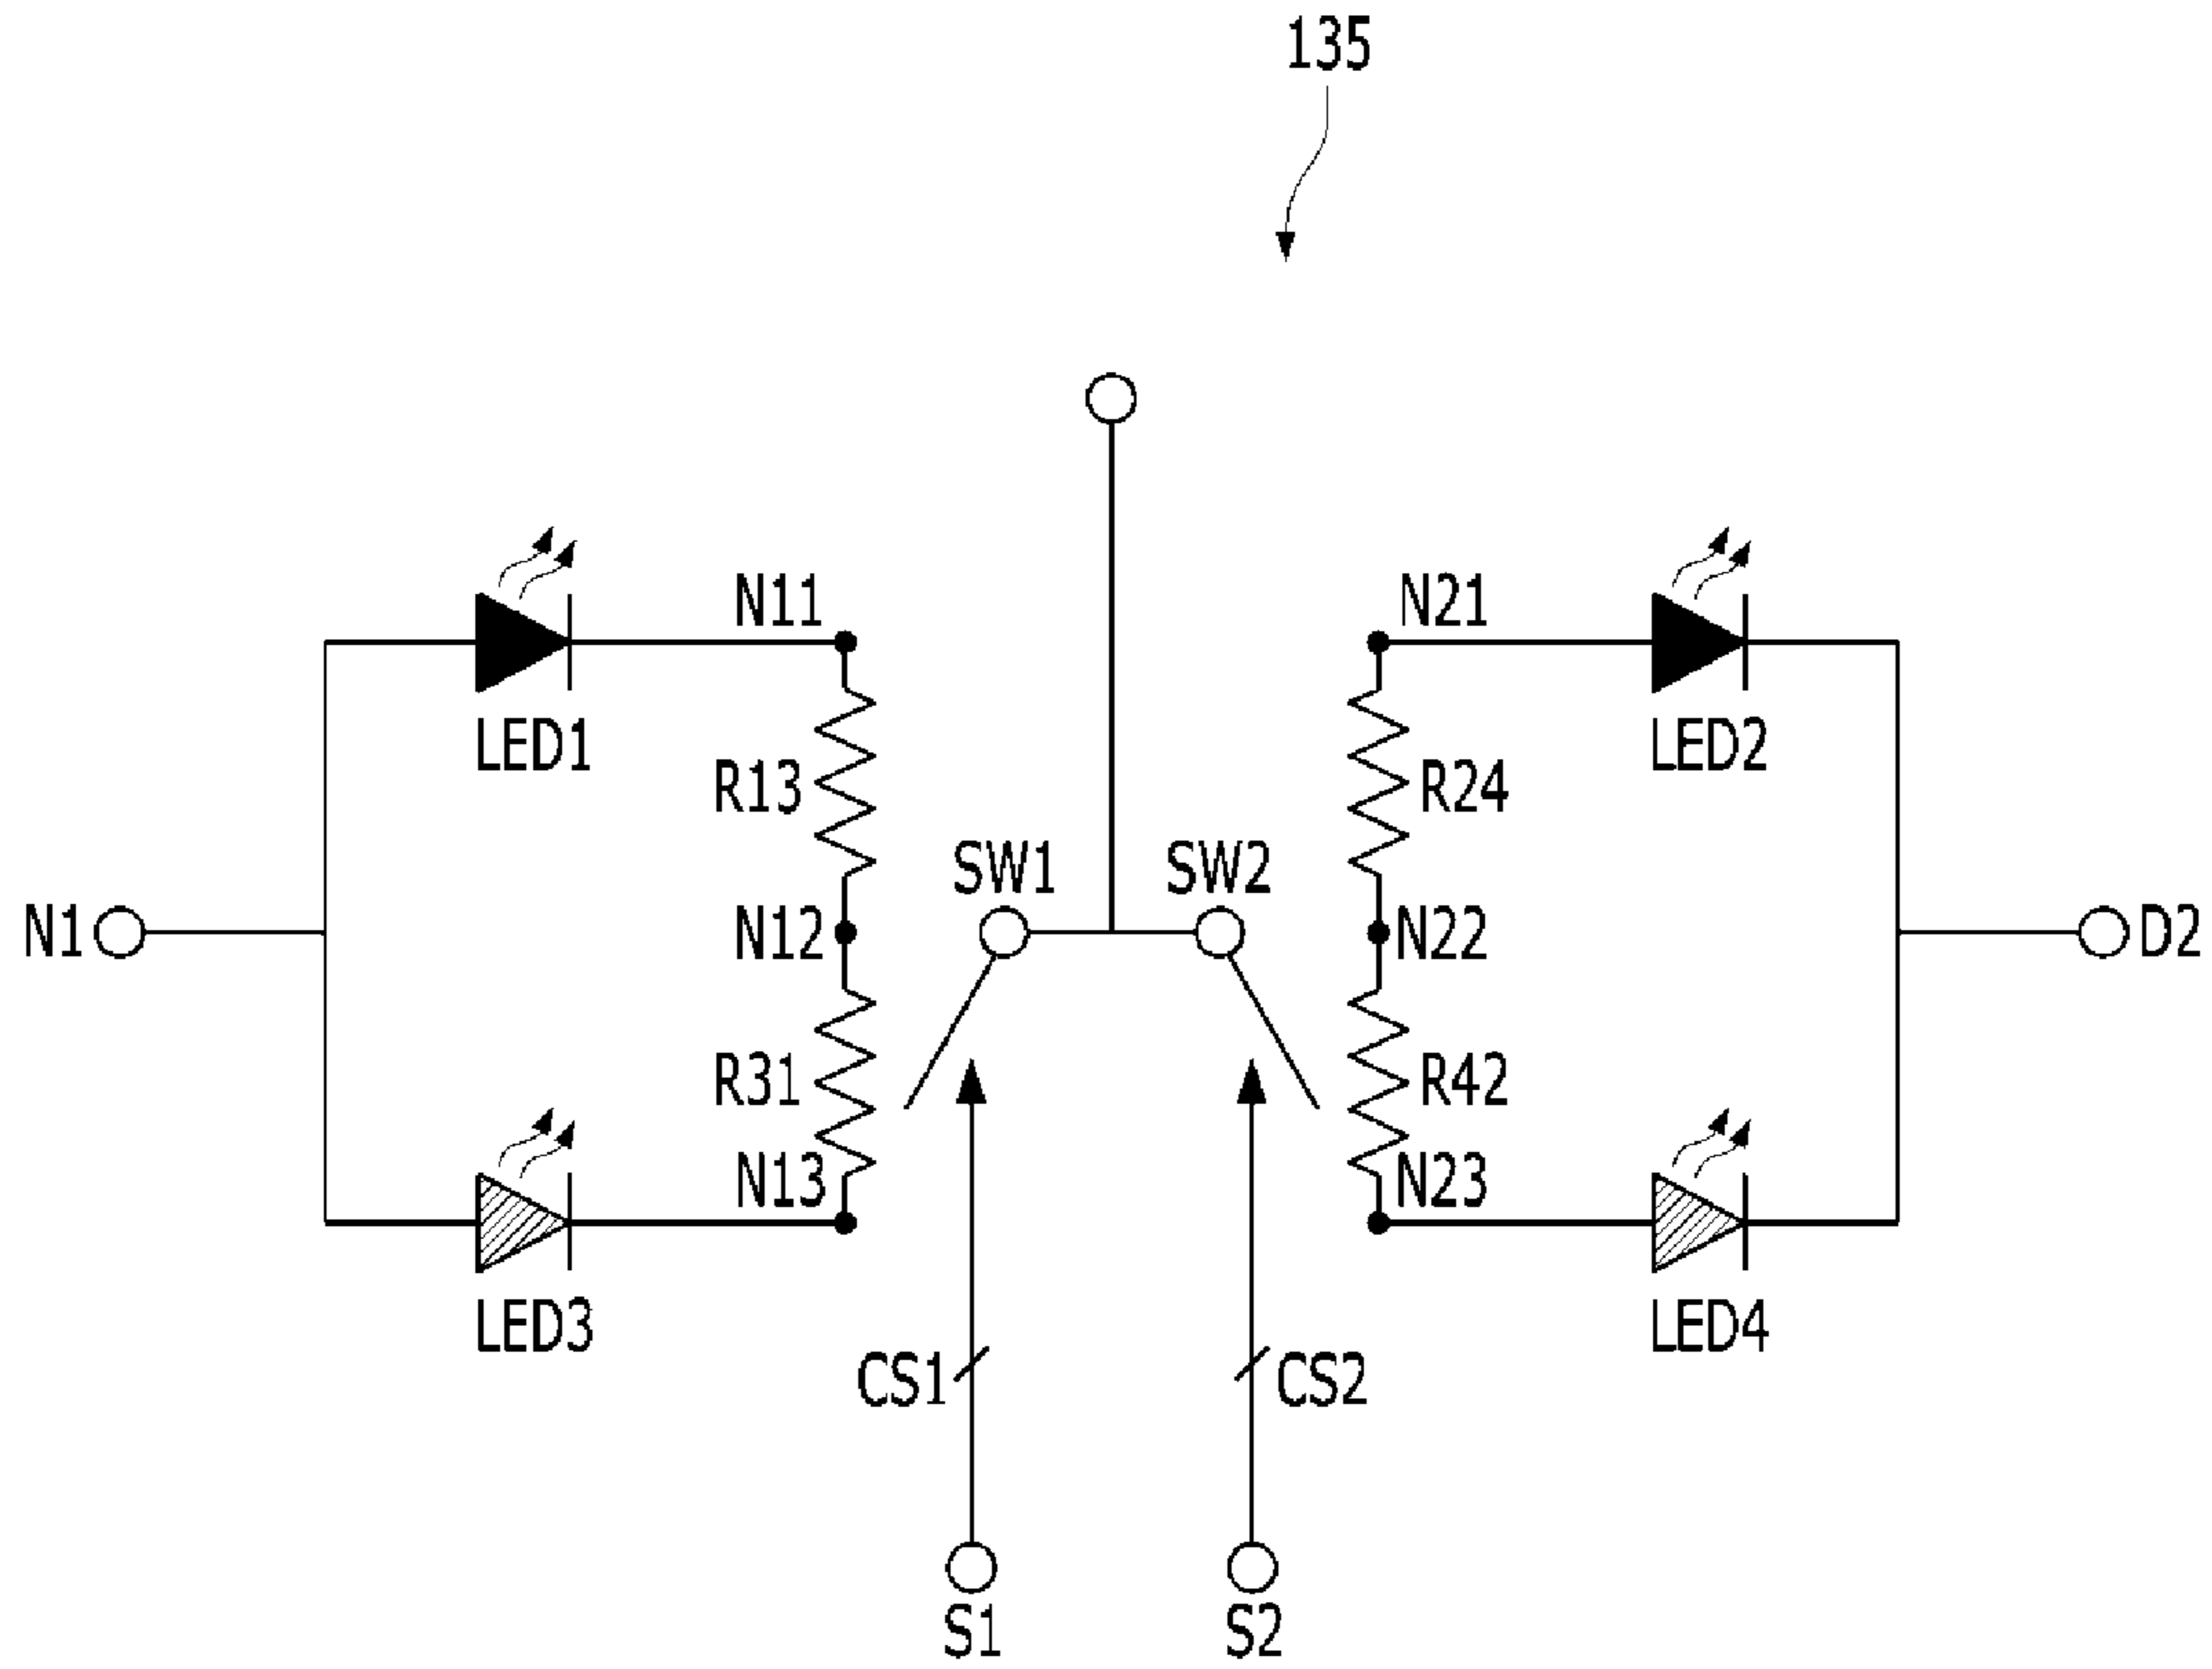 135
N11
N21
LED1
LED2
R13
R24
SW1
SW2
N1
N12
N22
D2
R31
R42
N13
N23
LED3
LED4
CS1
CS2
S1
S2